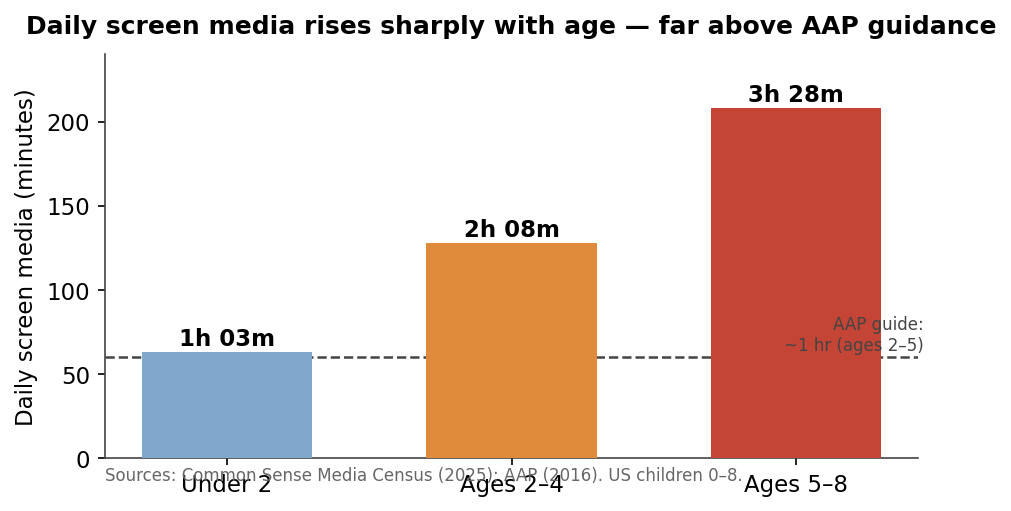 Daily screen media rises sharply with age — far above AAP guidance
Daily screen media (minutes)
200
150
100
50
0
1h 03m
2h 08m
3h 28m
AAP guide:
~1 hr (ages 2–5)
Sources: Common Sense Media Census (2025); AAP (2016). US children 0–8.
Under 2
Ages 2–4
Ages 5–8